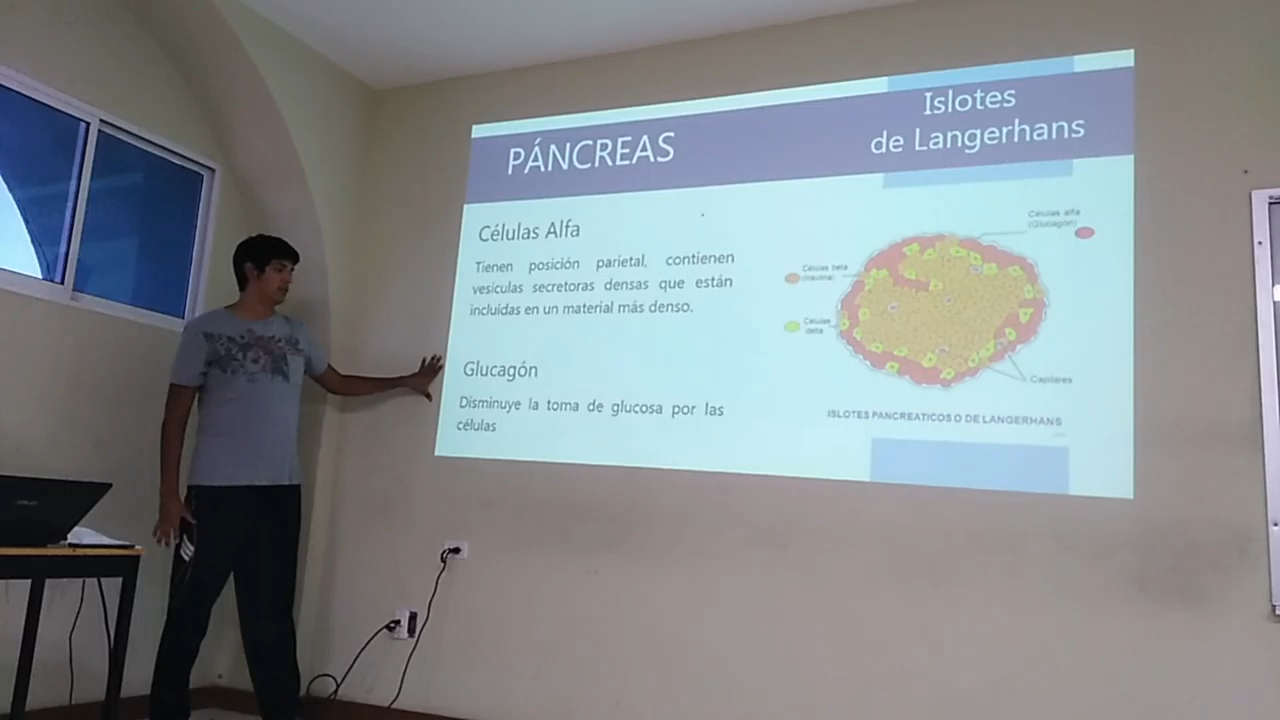 PÁNCREAS
Islotes
de Langerhans
Células Alfa
Tienen posición parietal, contienen
vesículas secretoras densas que están
incluidas en un material más denso.
Glucagón
Disminuye la toma de glucosa por las
células
Células alfa
(Glucagón)
Células beta
(Insulina)
Células
delta
Capilares
ISLOTES PANCREATICOS O DE LANGERHANS